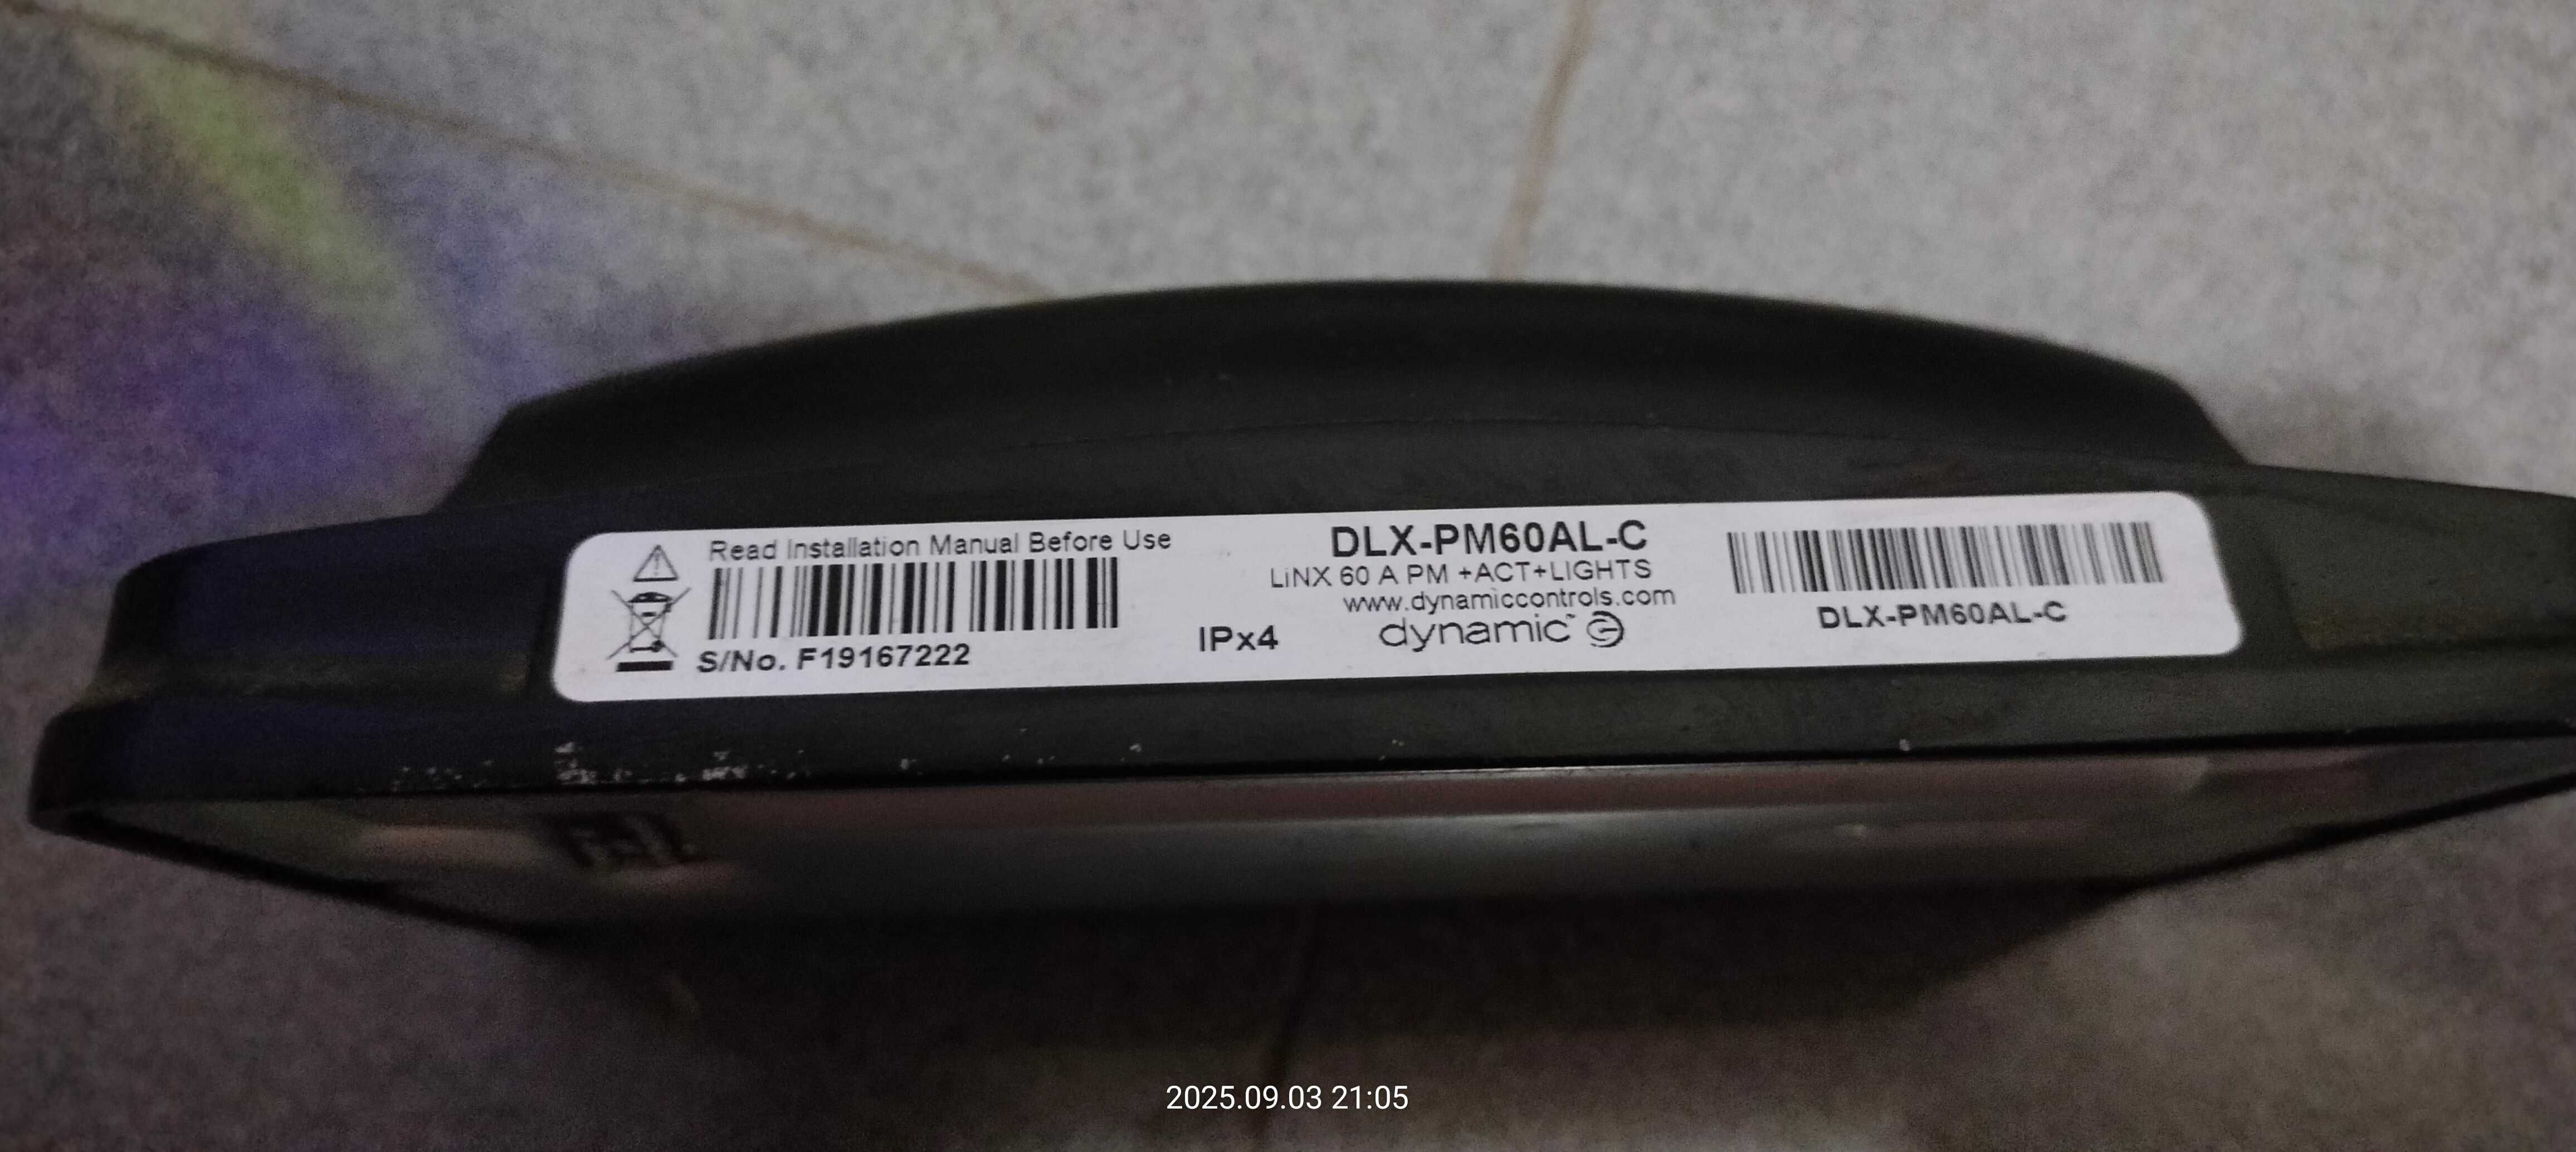 Read Installation Manual Before Use
S/No. F19167222
IPx4
DLX-PM60AL-C
LiNX 60 A PM +ACT+LIGHTS
www.dynamiccontrols.com
dynamic™
DLX-PM60AL-C
2025.09.03 21:05